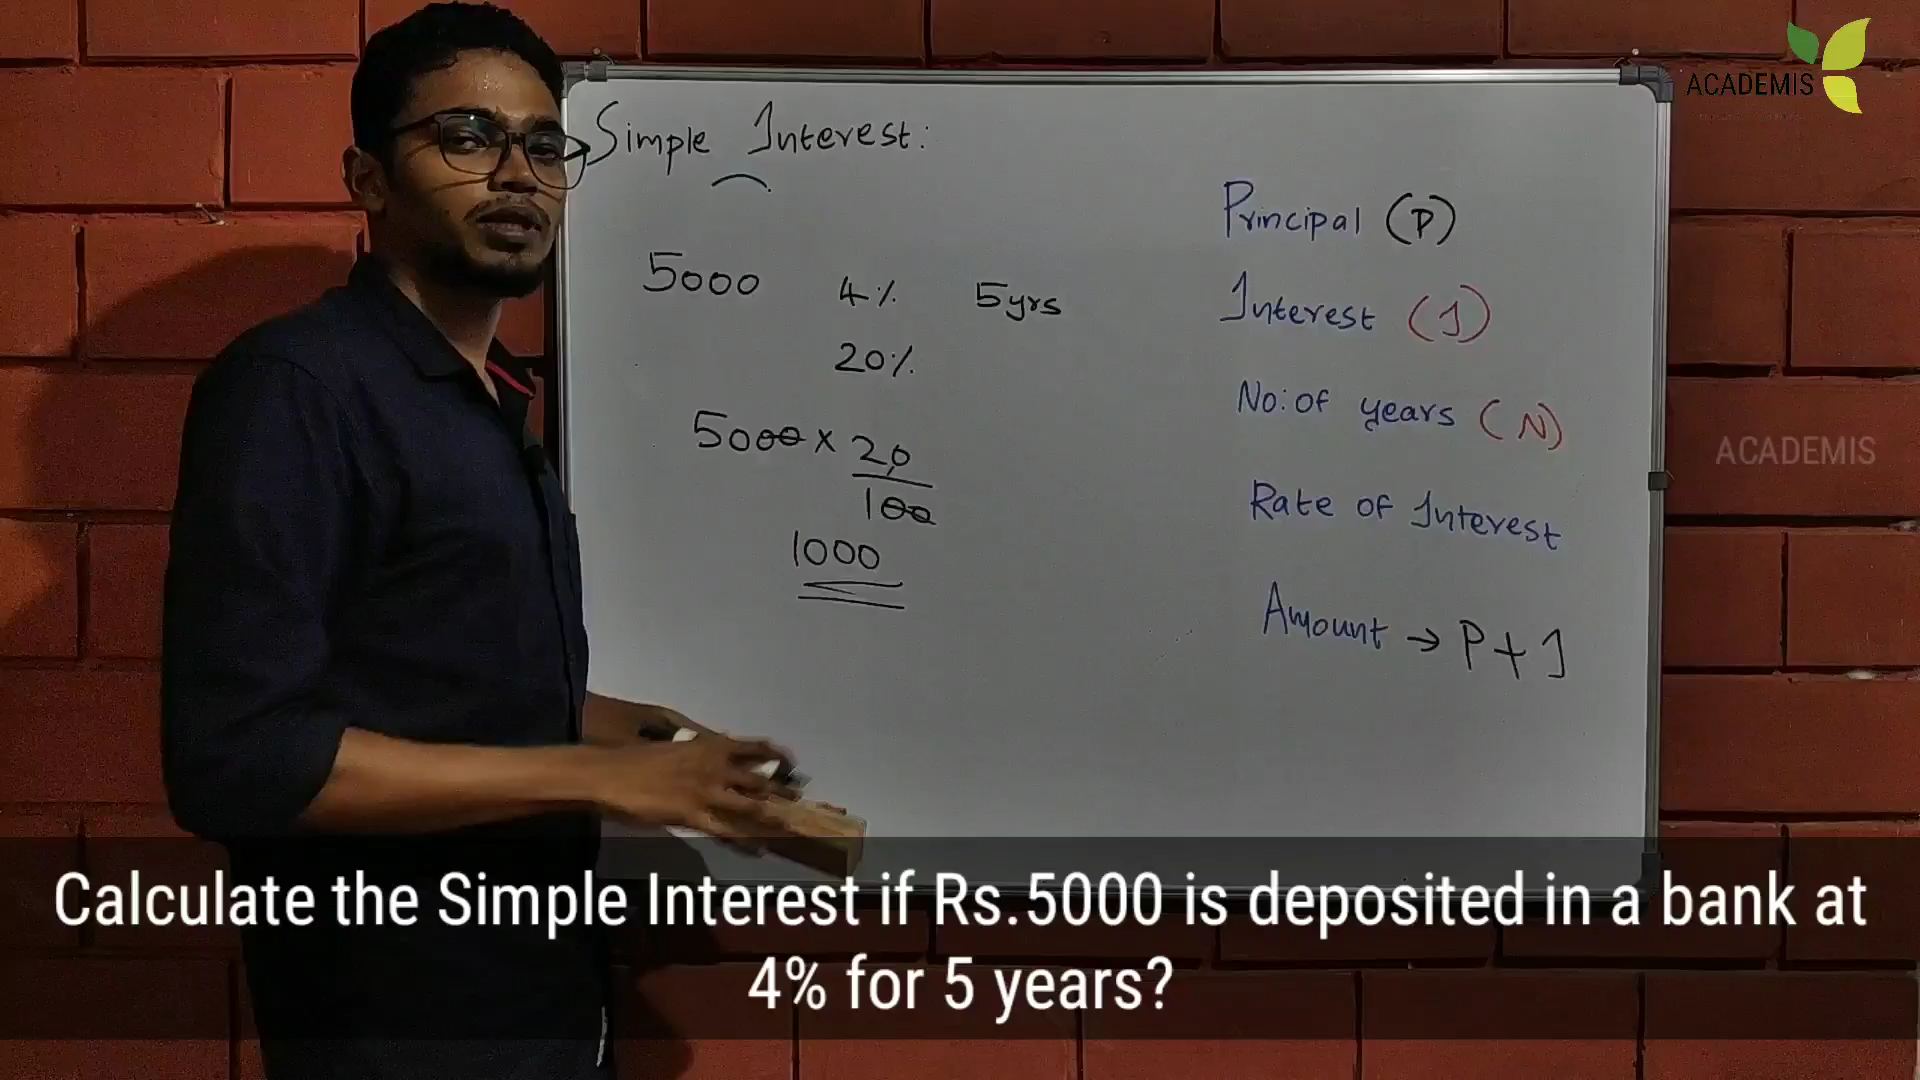 ACADEMIS
Simple Interest:
5000 4% 5yrs
20%
5000 x 20
100
1000
Principal (P)
Interest (I)
No: of years (N)
Rate of Interest
Amount → P+I
ACADEMIS
Calculate the Simple Interest if Rs.5000 is deposited in a bank at
4% for 5 years?